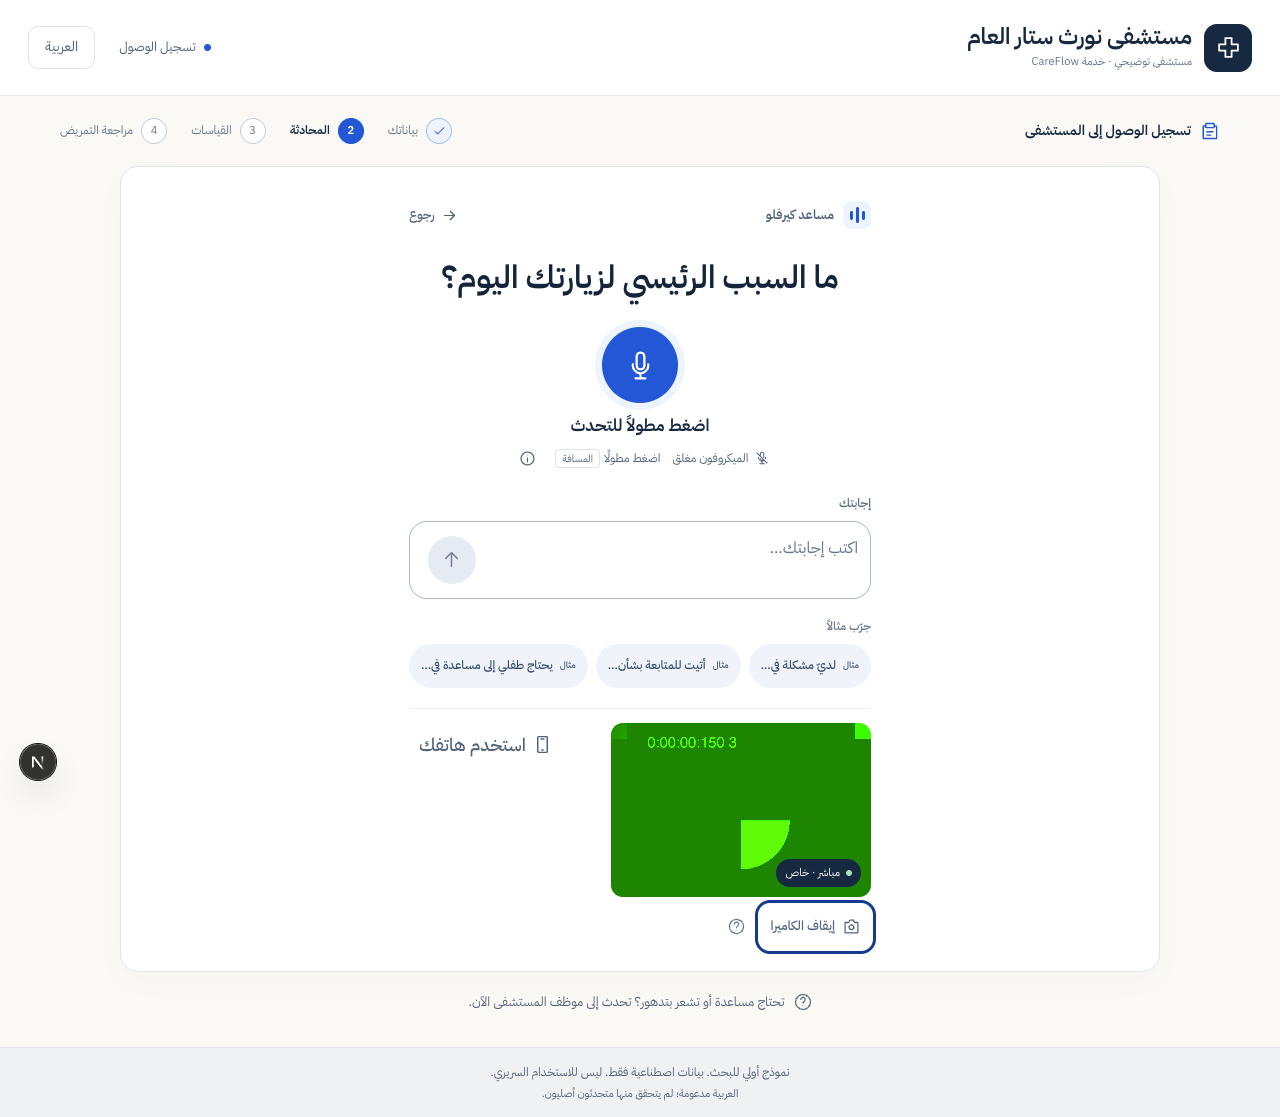 مستشفى نورث ستار العام
مستشفى توضيحي · خدمة CareFlow
تسجيل الوصول
العربية
تسجيل الوصول إلى المستشفى
بياناتك
2 المحادثة
3 القياسات
4 مراجعة التمريض
مساعد كيرفلو
رجوع
ما السبب الرئيسي لزيارتك اليوم؟
اضغط مطولاً للتحدث
الميكروفون مغلق اضغط مطولًا المسافة
إجابتك
اكتب إجابتك...
جرّب مثالاً
مثال لديّ مشكلة في...
مثال أتيت للمتابعة بشأن...
مثال يحتاج طفلي إلى مساعدة في...
0:00:00:150 3
مباشر · خاص
استخدم هاتفك
إيقاف الكاميرا
تحتاج مساعدة أو تشعر بتدهور؟ تحدث إلى موظف المستشفى الآن.
نموذج أولي للبحث. بيانات اصطناعية فقط. ليس للاستخدام السريري.
العربية مدعومة؛ لم يتحقق منها متحدثون أصليون.
N